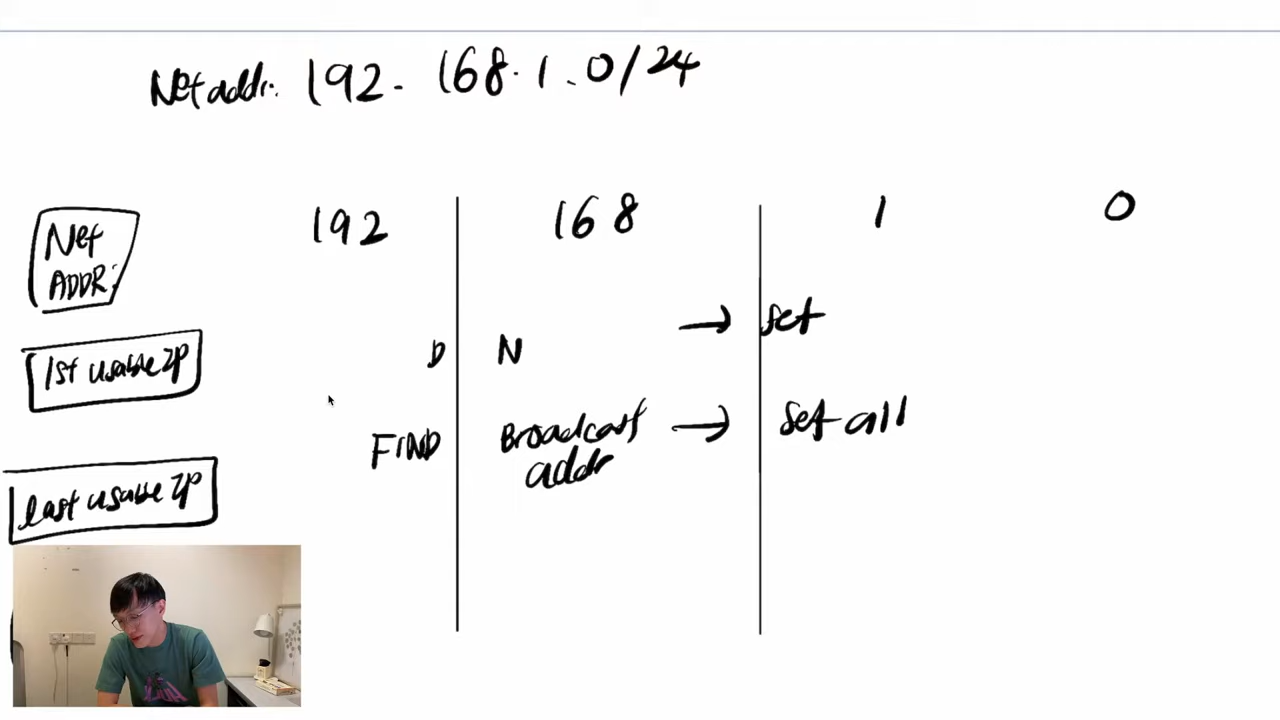 Net addr: 192. 168. 1. 0/24
192 168 1 0
Net
ADDR:
→ set
D N
1st usable IP
FIND Broadcast → set all
addr
last usable IP